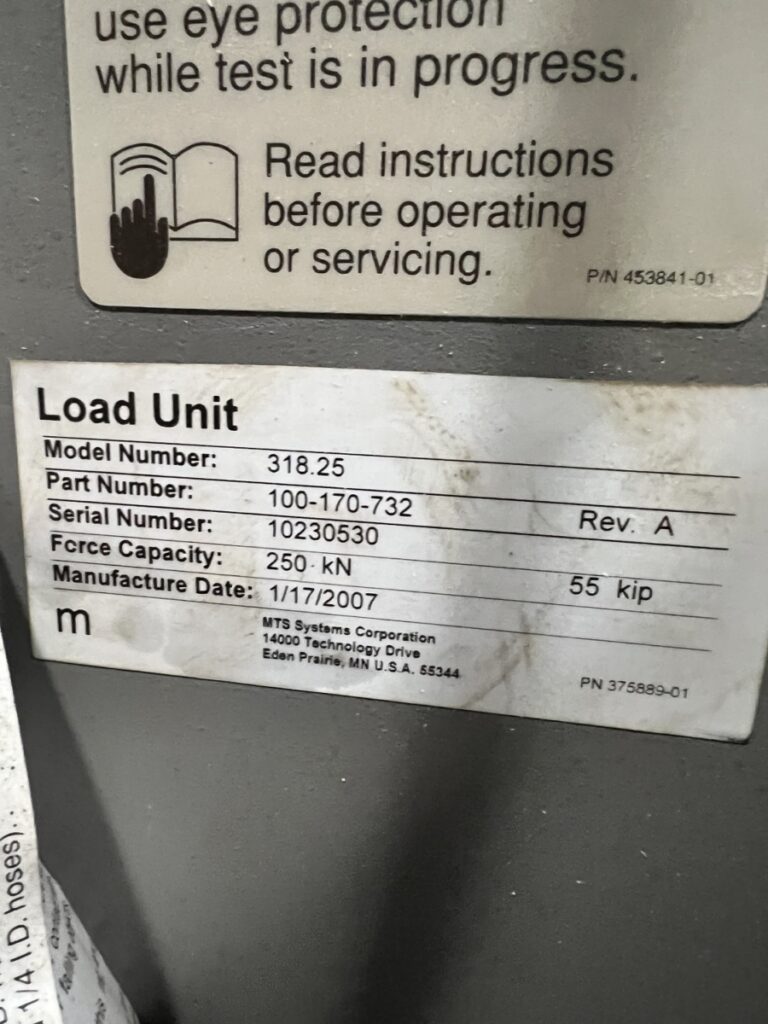 use eye protection
while test is in progress.
Read instructions
before operating
or servicing.
P/N 453841-01
Load Unit
Model Number: 318.25
Part Number: 100-170-732 Rev. A
Serial Number: 10230530
Force Capacity: 250 kN 55 kip
Manufacture Date: 1/17/2007
m
MTS Systems Corporation
14000 Technology Drive
Eden Prairie, MN U.S.A. 55344
PN 375889-01
1/4 I.D. hoses).